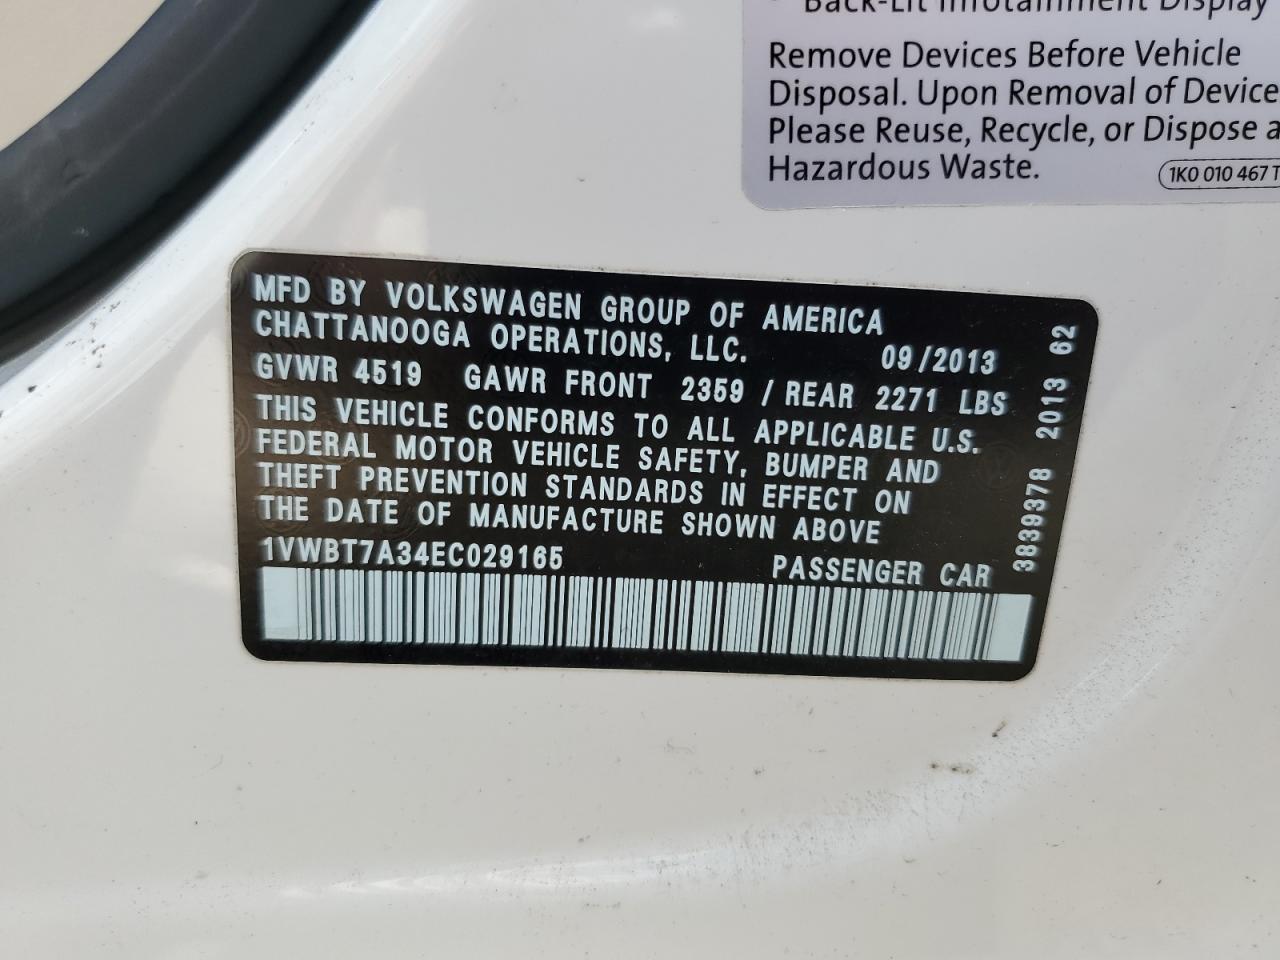 Back-Lit Infotainment Display
Remove Devices Before Vehicle
Disposal. Upon Removal of Device
Please Reuse, Recycle, or Dispose a
Hazardous Waste.
1K0 010 467 T
MFD BY VOLKSWAGEN GROUP OF AMERICA
CHATTANOOGA OPERATIONS, LLC. 09/2013
GVWR 4519 GAWR FRONT 2359 / REAR 2271 LBS
THIS VEHICLE CONFORMS TO ALL APPLICABLE U.S.
FEDERAL MOTOR VEHICLE SAFETY, BUMPER AND
THEFT PREVENTION STANDARDS IN EFFECT ON
THE DATE OF MANUFACTURE SHOWN ABOVE
1VWBT7A34EC029165 PASSENGER CAR
3839378 2013 62